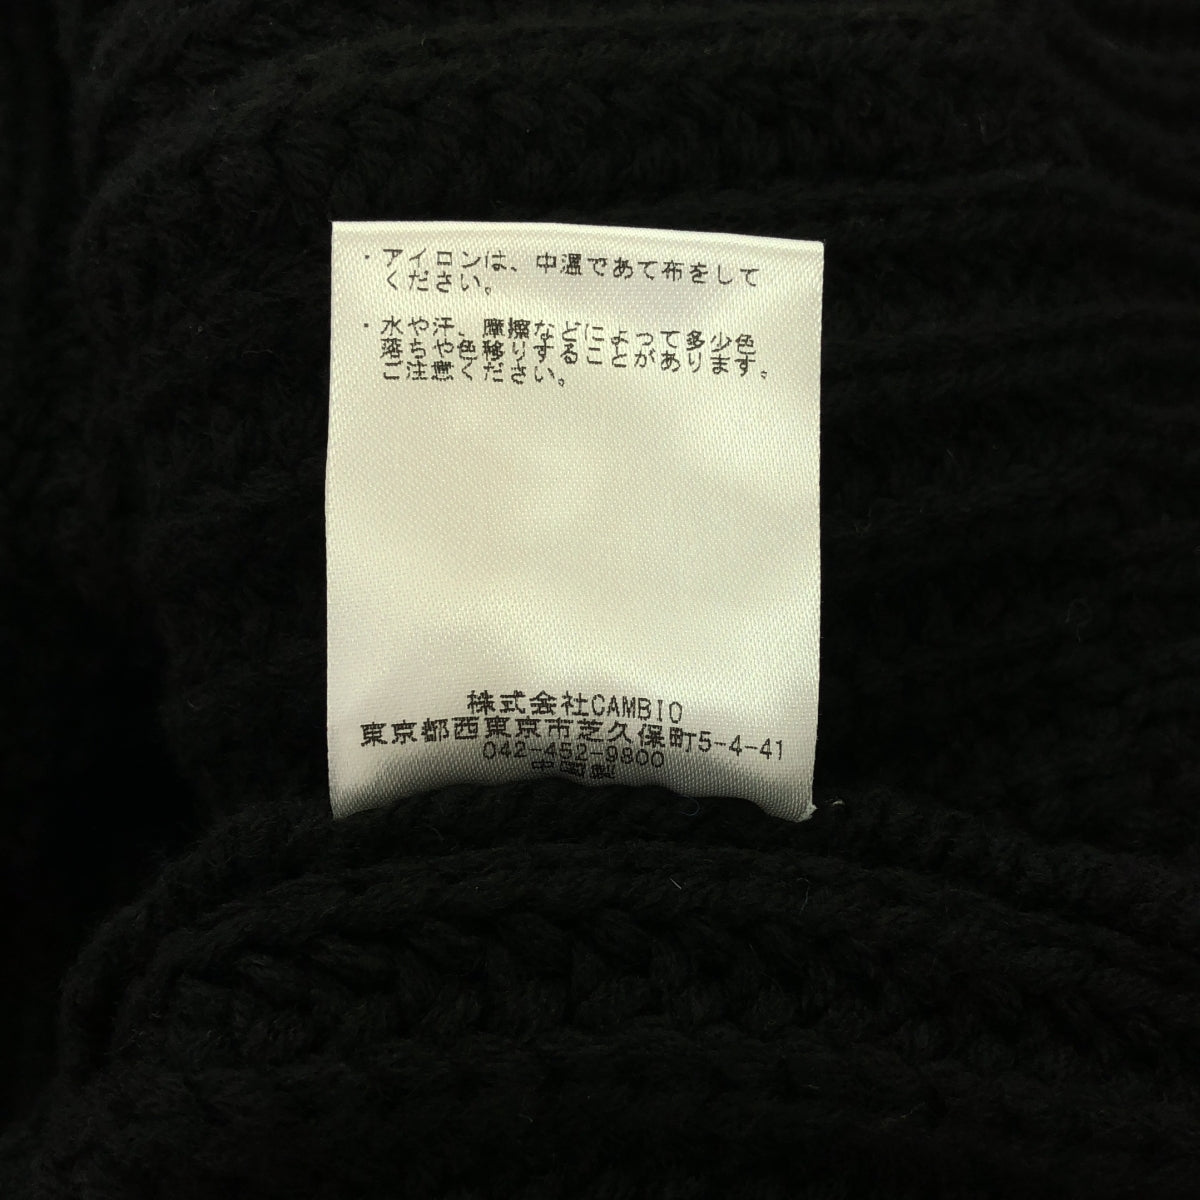 ・アイロンは、中温であて布をして
ください。
・水や汗、摩擦などによって多少色
落ちや色移りすることがあります。
ご注意ください。
株式会社CAMBIO
東京都西東京市芝久保町5-4-41
042-452-9800
中国製